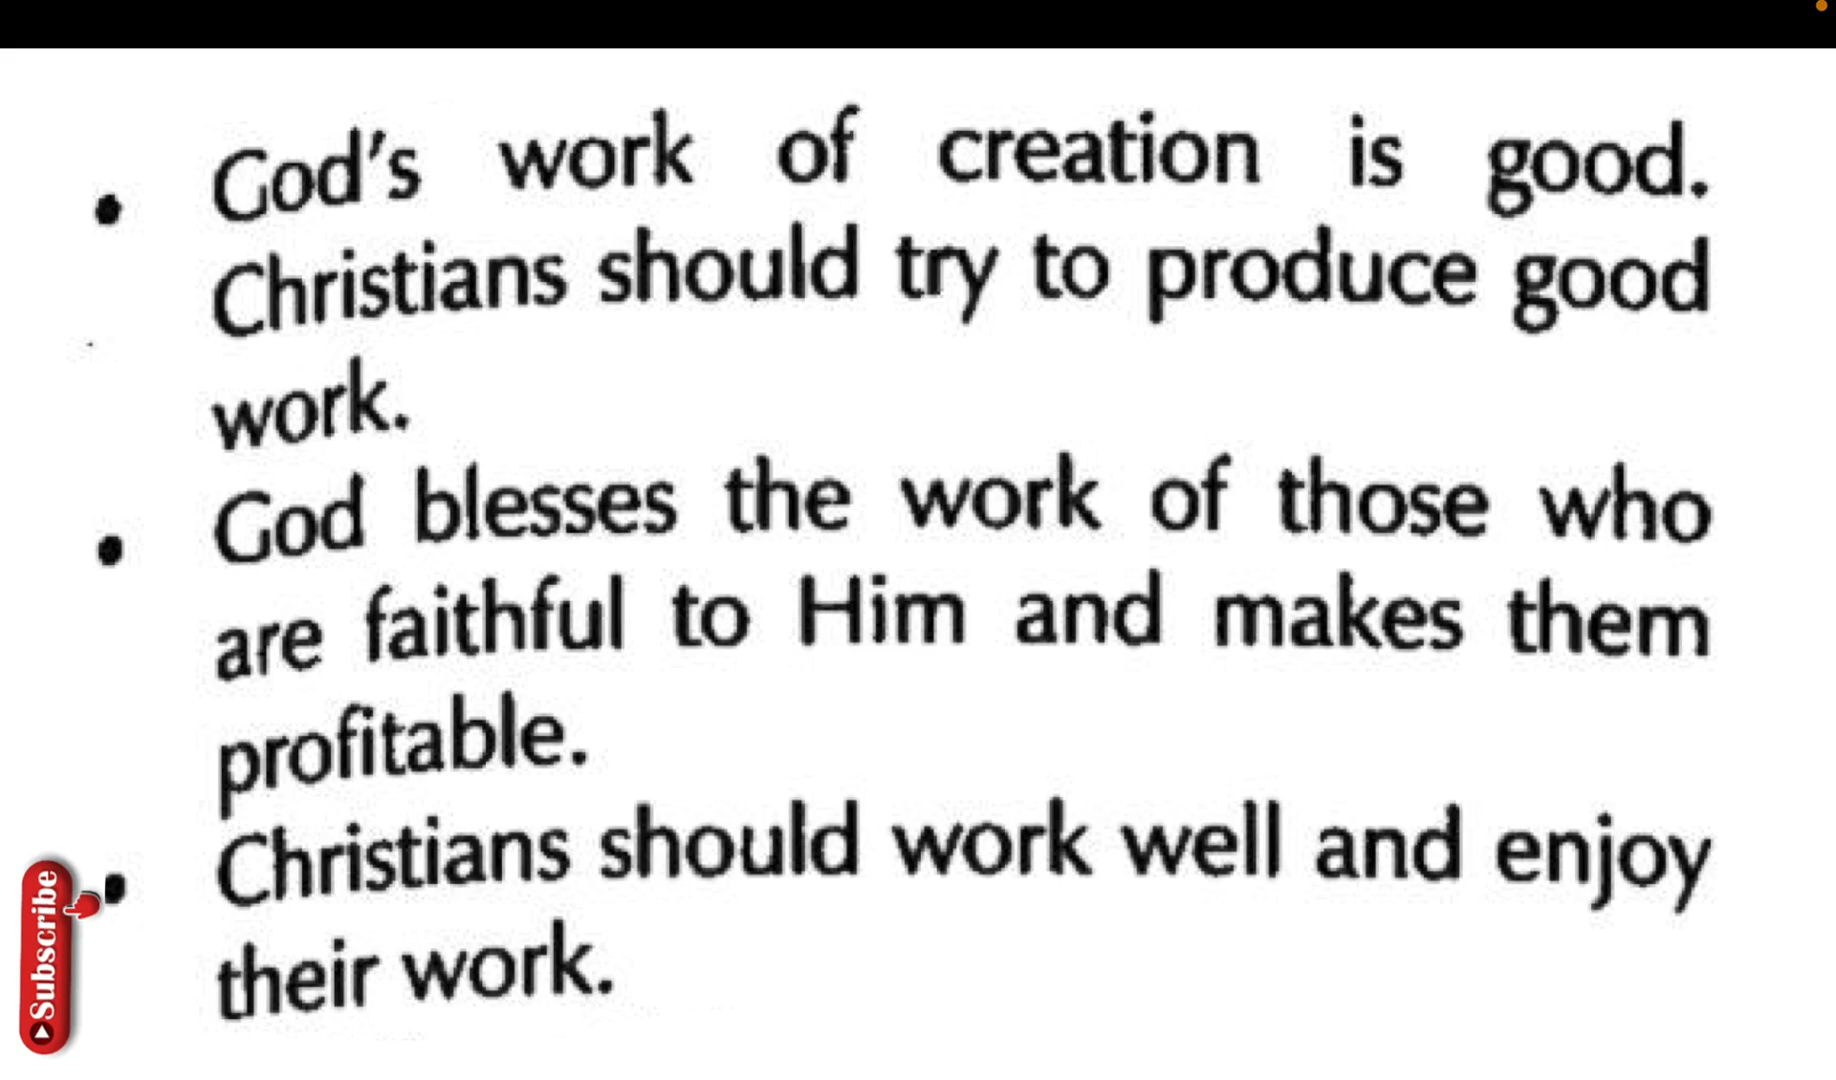 • God's work of creation is good.
Christians should try to produce good
work.
• God blesses the work of those who
are faithful to Him and makes them
profitable.
• Christians should work well and enjoy
their work.
Subscribe